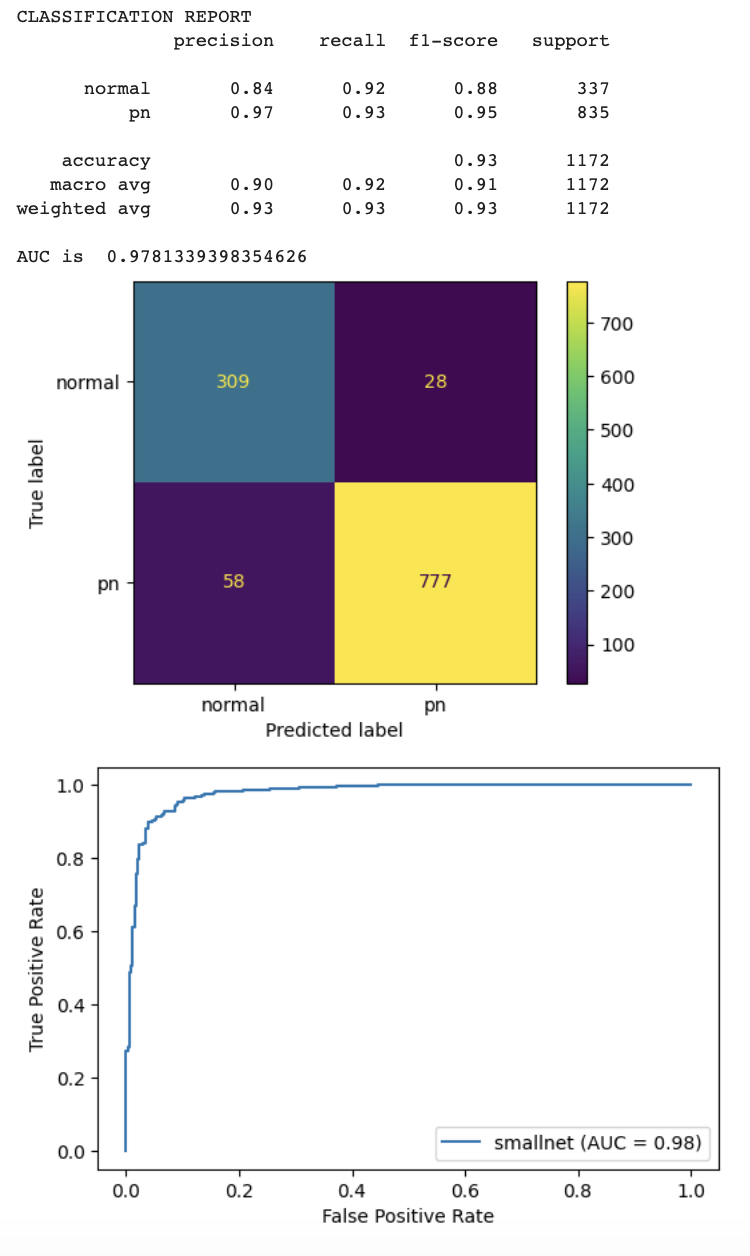 CLASSIFICATION REPORT
precision recall f1-score support
normal 0.84 0.92 0.88 337
pn 0.97 0.93 0.95 835
accuracy 0.93 1172
macro avg 0.90 0.92 0.91 1172
weighted avg 0.93 0.93 0.93 1172
AUC is 0.9781339398354626
True label
normal 309 28
pn 58 777
normal pn
Predicted label
700
600
500
400
300
200
100
True Positive Rate
1.0
0.8
0.6
0.4
0.2
0.0
smallnet (AUC = 0.98)
0.0 0.2 0.4 0.6 0.8 1.0
False Positive Rate